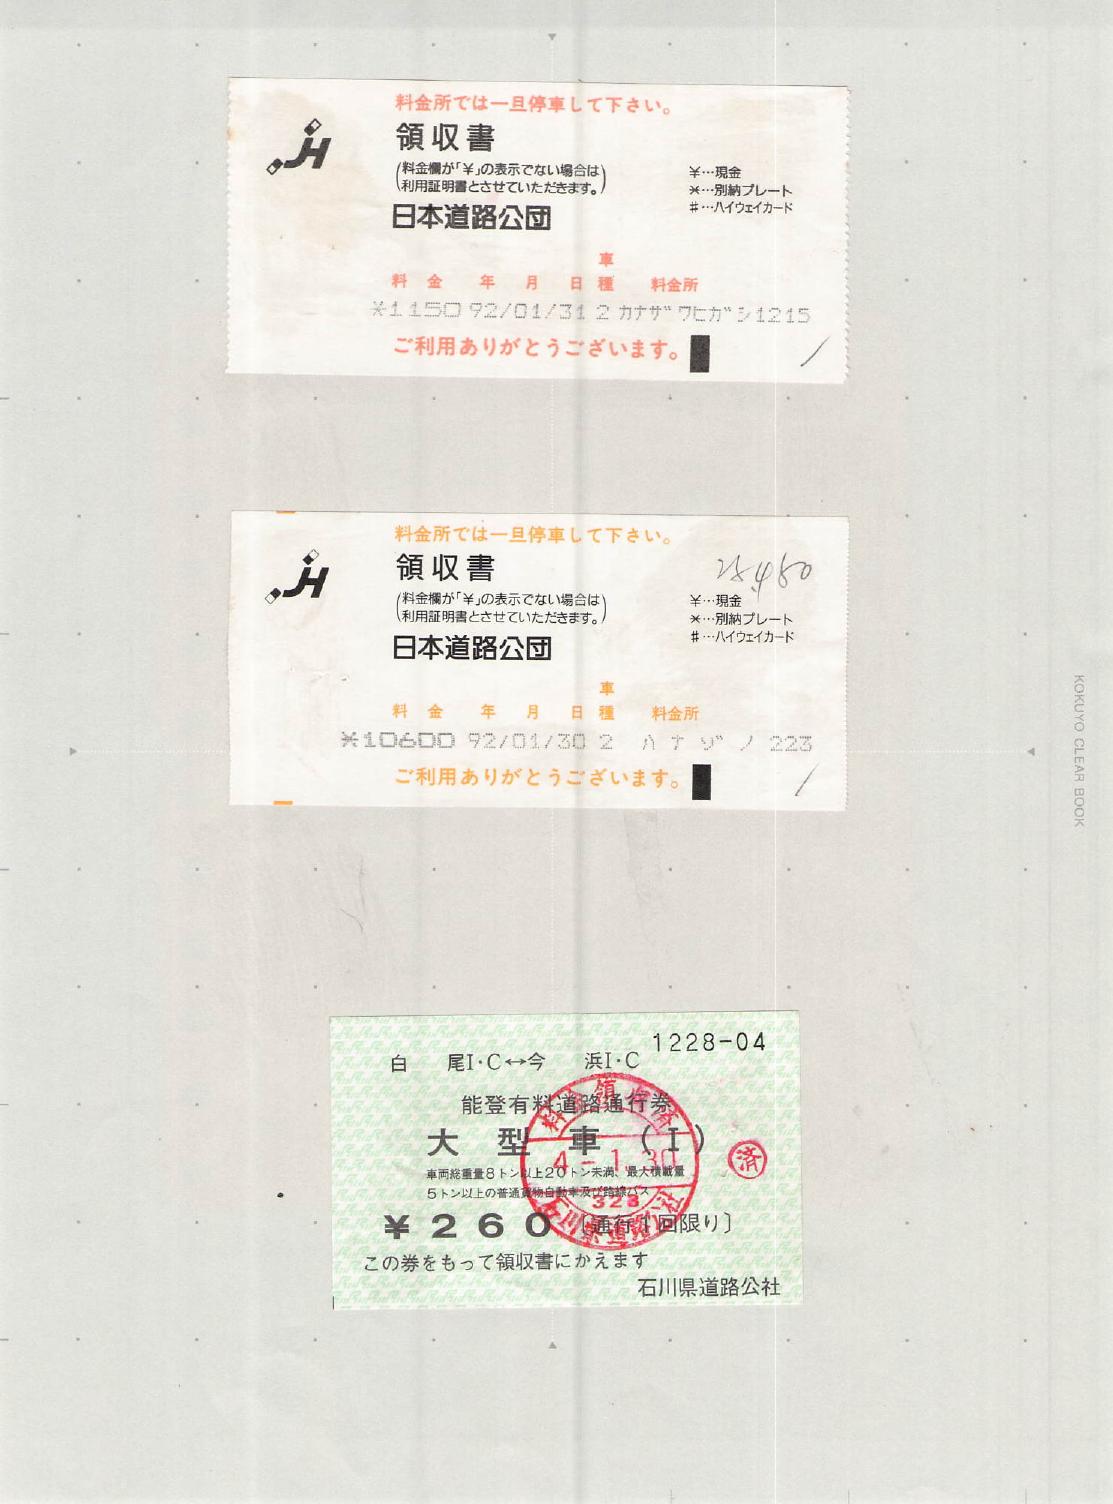 料金所では一旦停車して下さい。
JH
領収書
(料金欄が「¥」の表示でない場合は
利用証明書とさせていただきます。)
¥…現金
*…別納プレート
#…ハイウェイカード
日本道路公団
料金 年 月 日 車種 料金所
*1150 92/01/31 2 カナザワヒガシ1215
ご利用ありがとうございます。
料金所では一旦停車して下さい。
JH
領収書
(料金欄が「¥」の表示でない場合は
利用証明書とさせていただきます。)
¥…現金
*…別納プレート
#…ハイウェイカード
日本道路公団
料金 年 月 日 車種 料金所
*10600 92/01/30 2 ハナゾノ 223
ご利用ありがとうございます。
KOKUYO CLEAR BOOK
1228-04
白尾I・C↔今浜I・C
能登有料道路通行券
大型車(I)
車両総重量8トン以上20トン未満、最大積載量
5トン以上の普通貨物自動車及び路線バス
¥260〔通行1回限り〕
この券をもって領収書にかえます
石川県道路公社
料金領収済
4-1.30
328
石川県道路公社
済